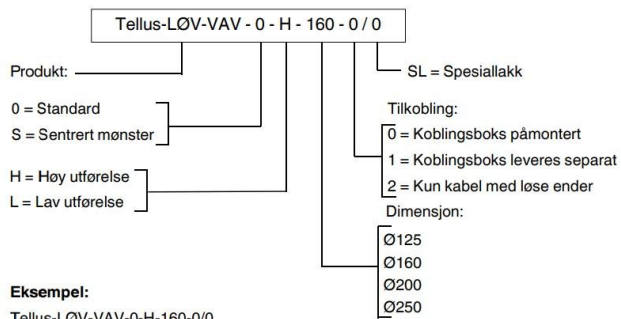 Tellus-LØV-VAV - 0 - H - 160 - 0 / 0
Produkt:
SL = Spesiallakk
0 = Standard
S = Sentrert mønster
Tilkobling:
0 = Koblingsboks påmontert
1 = Koblingsboks leveres separat
2 = Kun kabel med løse ender
H = Høy utførelse
L = Lav utførelse
Dimensjon:
Ø125
Ø160
Ø200
Ø250
Eksempel:
Tellus-LØV-VAV-0-H-160-0/0